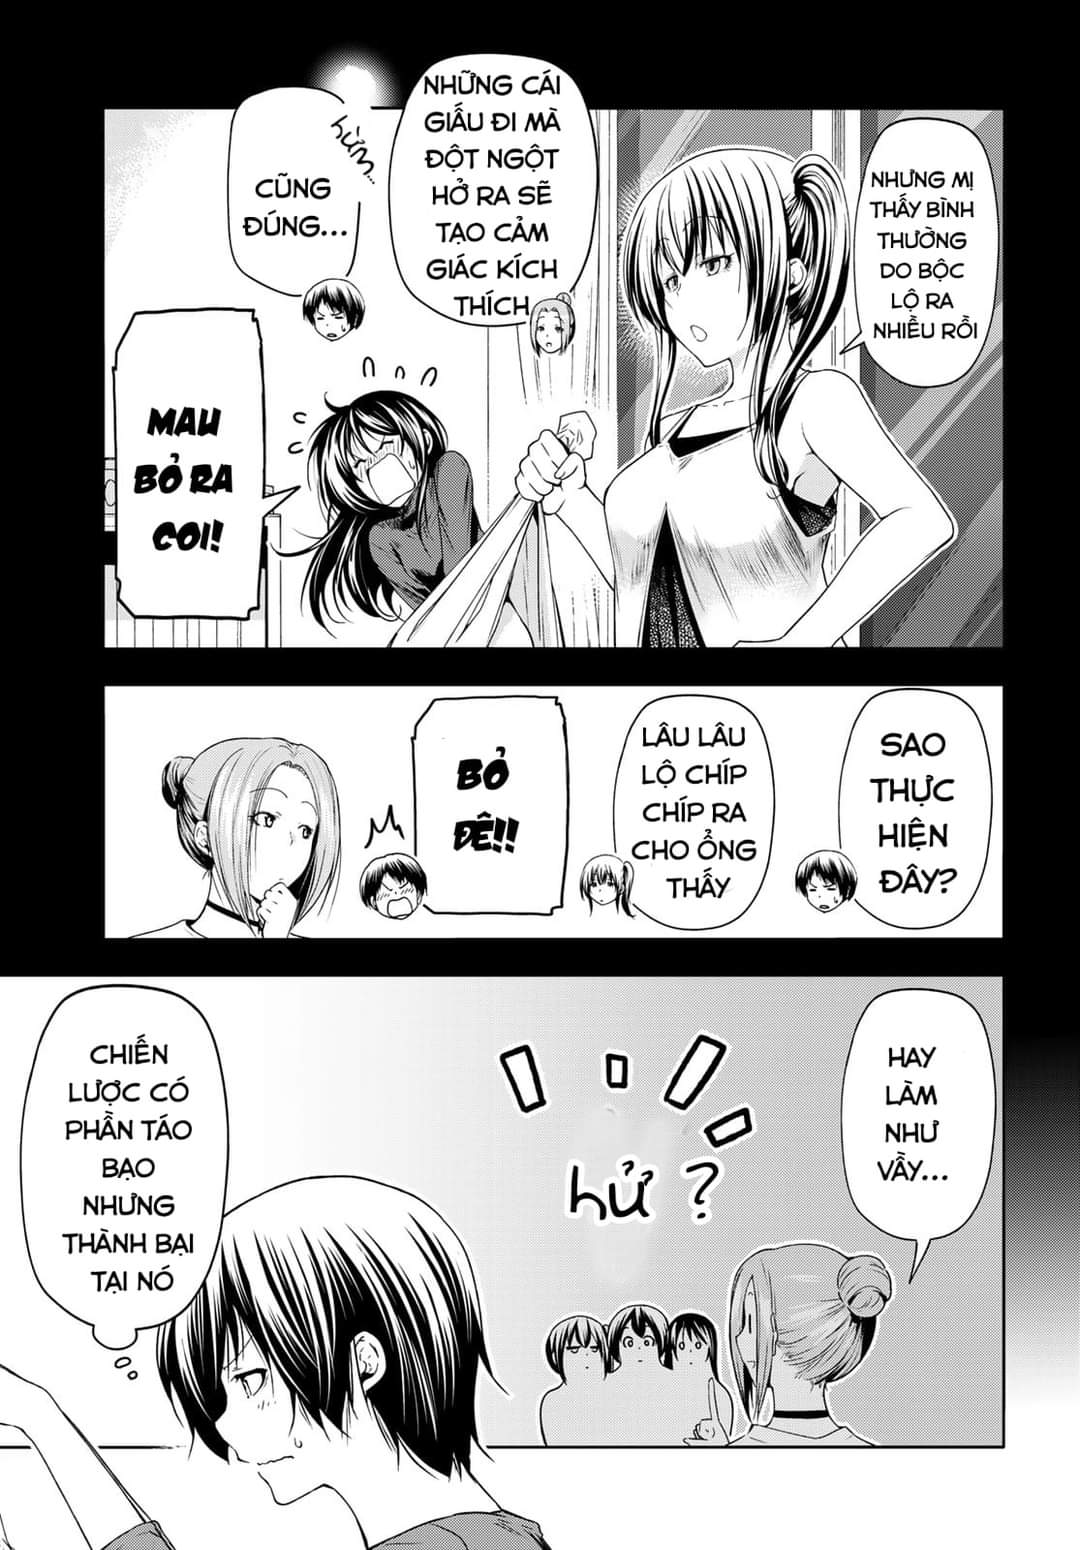 NHƯNG MỊ
THẤY BÌNH
THƯỜNG
DO BỘC
LỘ RA
NHIỀU RỒI
NHỮNG CÁI
GIẤU ĐI MÀ
ĐỘT NGỘT
HỞ RA SẼ
TẠO CẢM
GIÁC KÍCH
THÍCH
hừm...
CŨNG
ĐÚNG...
MAU
BỎ RA
COI!
SAO
THỰC
HIỆN
ĐÂY?
LÂU LÂU
LỘ CHÍP
CHÍP RA
CHO ỔNG
THẤY
BỎ
ĐÊ!!
HAY
LÀM
NHƯ
VẦY...
hử?
CHIẾN
LƯỢC CÓ
PHẦN TÁO
BẠO
NHƯNG
THÀNH BẠI
TẠI NÓ